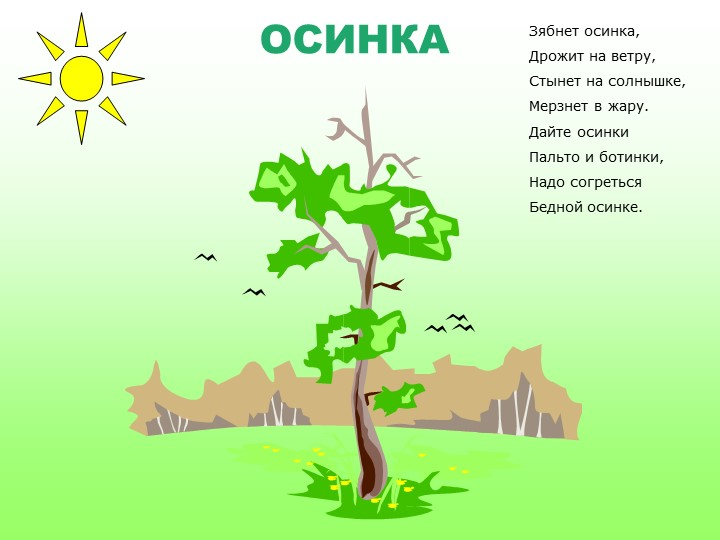 ОСИНКА
Зябнет осинка,
Дрожит на ветру,
Стынет на солнышке,
Мерзнет в жару.
Дайте осинки
Пальто и ботинки,
Надо согреться
Бедной осинке.